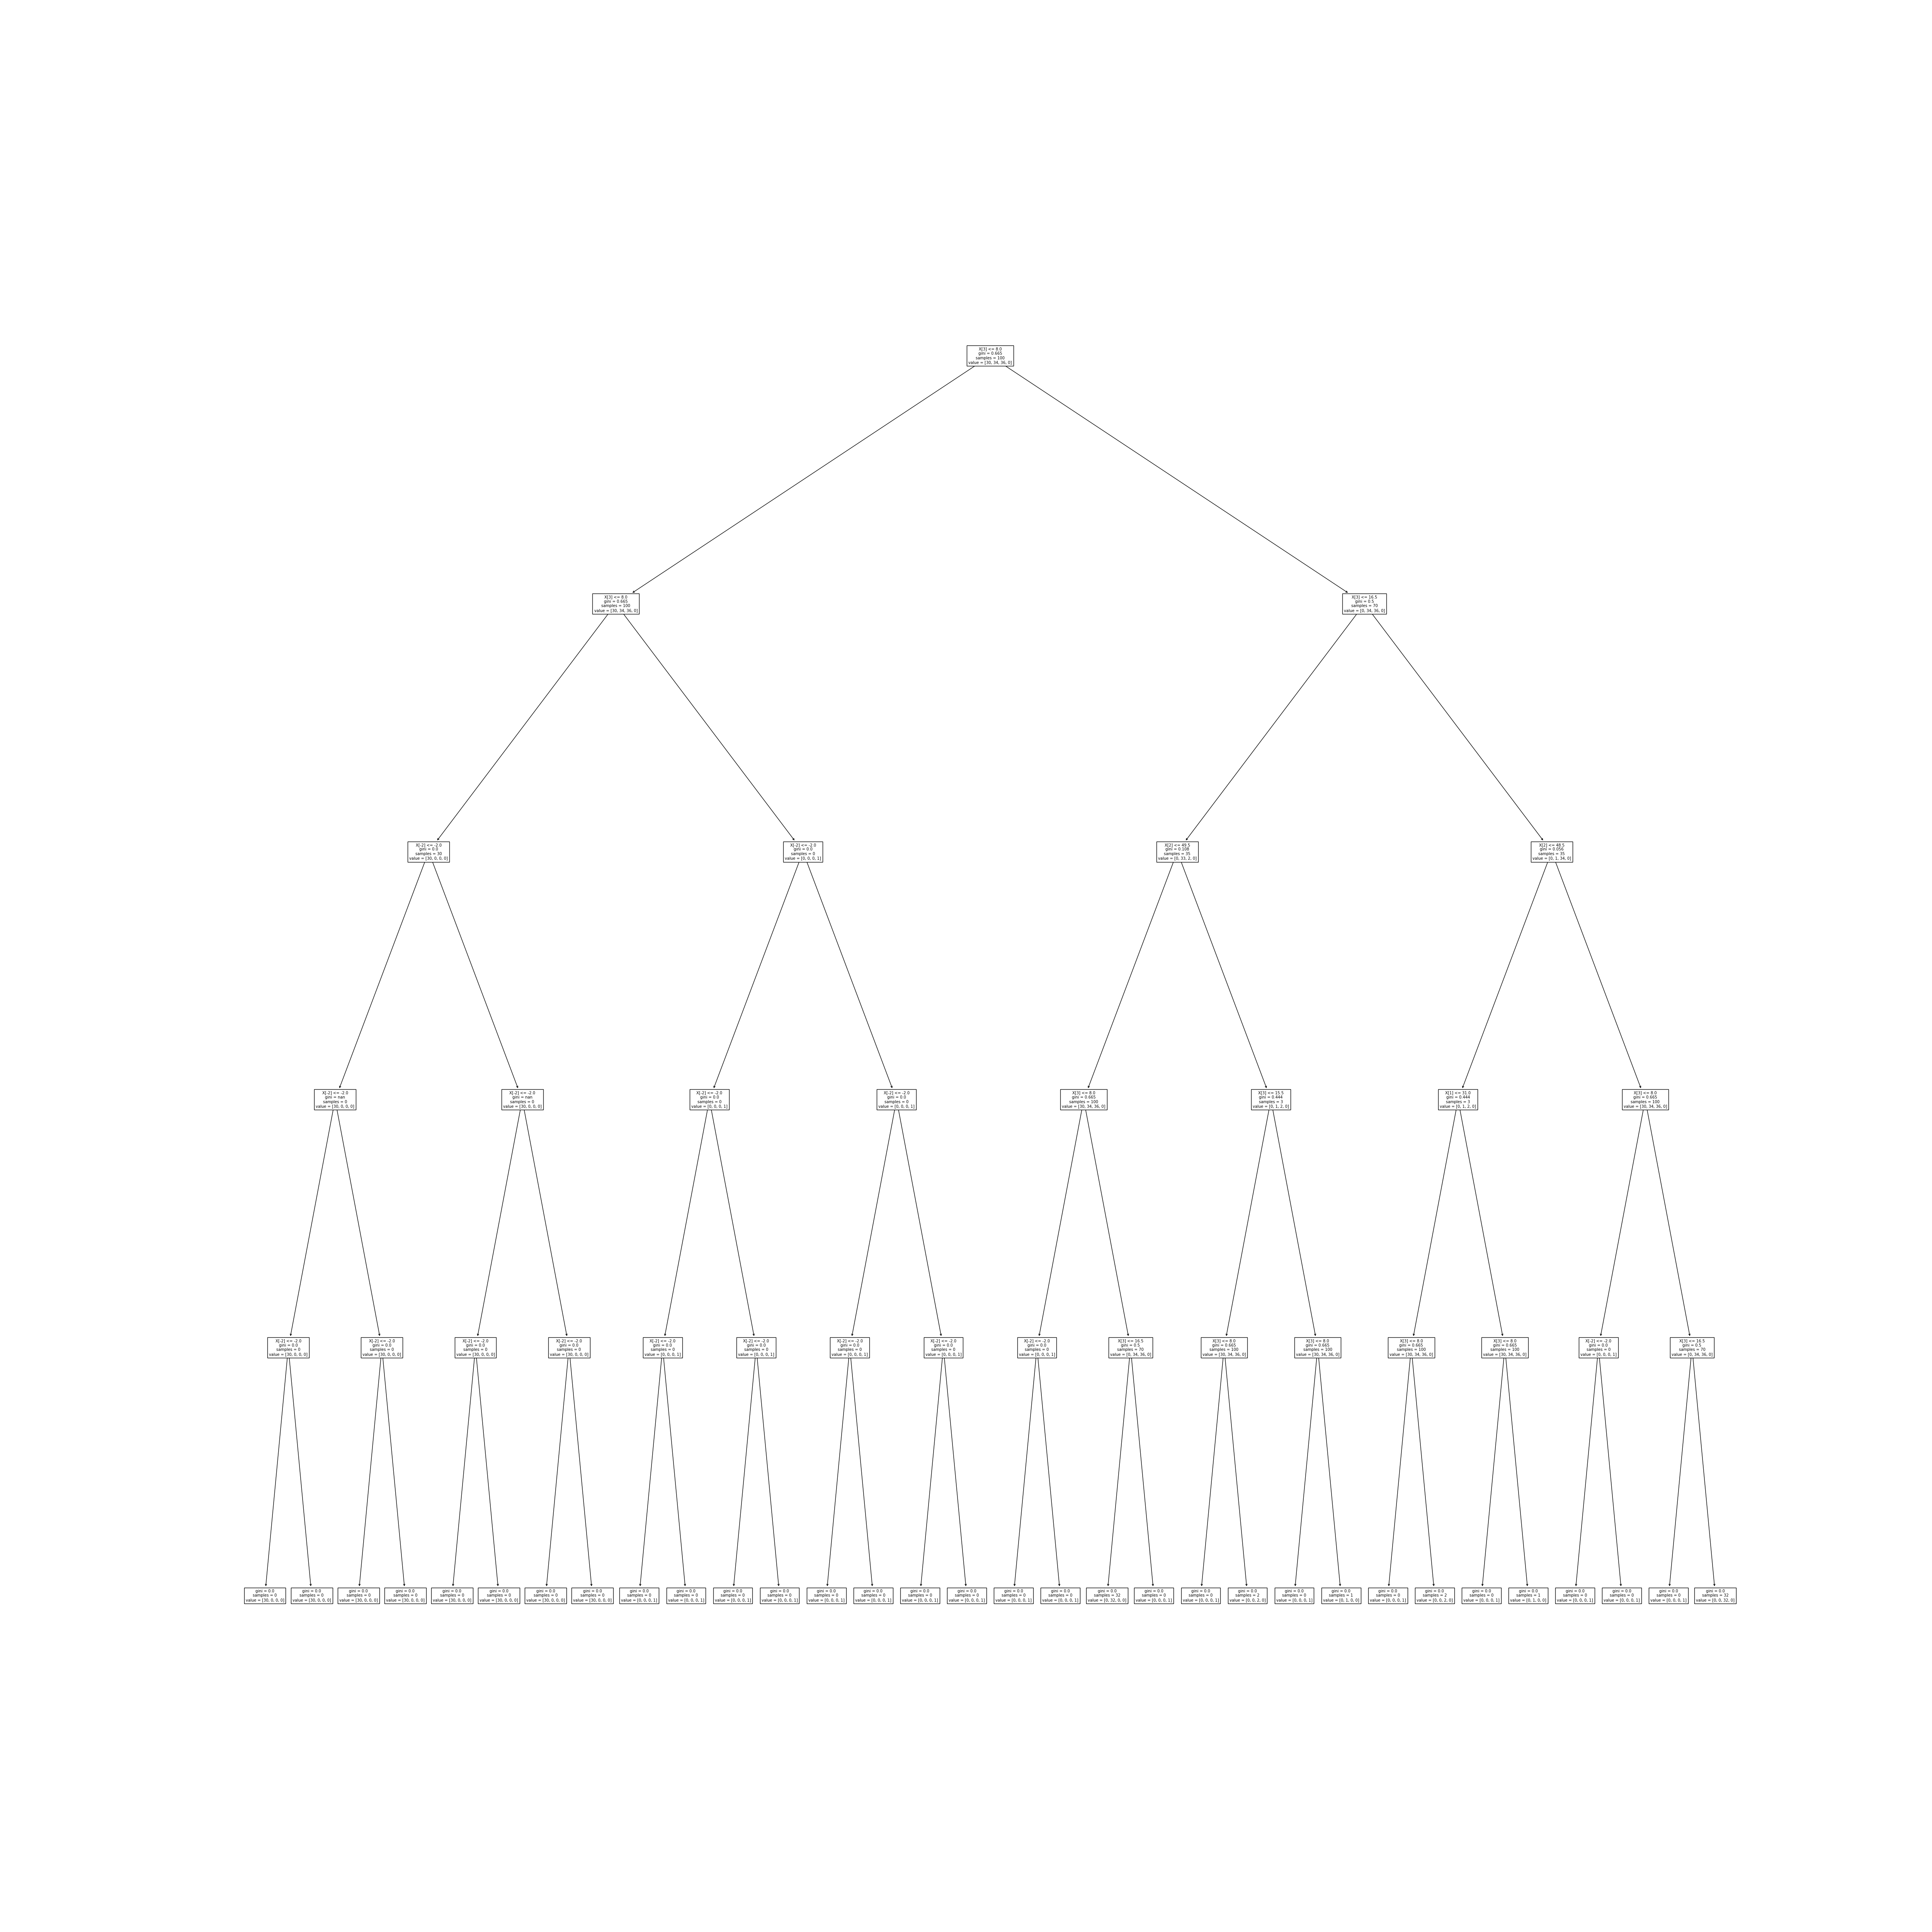 X[3] <= 8.0
gini = 0.665
samples = 100
value = [30, 34, 36, 0]
X[3] <= 8.0
gini = 0.665
samples = 100
value = [30, 34, 36, 0]
X[3] <= 16.5
gini = 0.5
samples = 70
value = [0, 34, 36, 0]
X[-2] <= -2.0
gini = 0.0
samples = 30
value = [30, 0, 0, 0]
X[-2] <= -2.0
gini = 0.0
samples = 0
value = [0, 0, 0, 1]
X[2] <= 49.5
gini = 0.108
samples = 35
value = [0, 33, 2, 0]
X[2] <= 48.5
gini = 0.056
samples = 35
value = [0, 1, 34, 0]
X[-2] <= -2.0
gini = nan
samples = 0
value = [30, 0, 0, 0]
X[-2] <= -2.0
gini = nan
samples = 0
value = [30, 0, 0, 0]
X[-2] <= -2.0
gini = 0.0
samples = 0
value = [0, 0, 0, 1]
X[-2] <= -2.0
gini = 0.0
samples = 0
value = [0, 0, 0, 1]
X[3] <= 8.0
gini = 0.665
samples = 100
value = [30, 34, 36, 0]
X[3] <= 15.5
gini = 0.444
samples = 3
value = [0, 1, 2, 0]
X[1] <= 31.0
gini = 0.444
samples = 3
value = [0, 1, 2, 0]
X[3] <= 8.0
gini = 0.665
samples = 100
value = [30, 34, 36, 0]
X[-2] <= -2.0
gini = 0.0
samples = 0
value = [30, 0, 0, 0]
X[-2] <= -2.0
gini = 0.0
samples = 0
value = [30, 0, 0, 0]
X[-2] <= -2.0
gini = 0.0
samples = 0
value = [30, 0, 0, 0]
X[-2] <= -2.0
gini = 0.0
samples = 0
value = [30, 0, 0, 0]
X[-2] <= -2.0
gini = 0.0
samples = 0
value = [0, 0, 0, 1]
X[-2] <= -2.0
gini = 0.0
samples = 0
value = [0, 0, 0, 1]
X[-2] <= -2.0
gini = 0.0
samples = 0
value = [0, 0, 0, 1]
X[-2] <= -2.0
gini = 0.0
samples = 0
value = [0, 0, 0, 1]
X[-2] <= -2.0
gini = 0.0
samples = 0
value = [0, 0, 0, 1]
X[3] <= 16.5
gini = 0.5
samples = 70
value = [0, 34, 36, 0]
X[3] <= 8.0
gini = 0.665
samples = 100
value = [30, 34, 36, 0]
X[3] <= 8.0
gini = 0.665
samples = 100
value = [30, 34, 36, 0]
X[3] <= 8.0
gini = 0.665
samples = 100
value = [30, 34, 36, 0]
X[3] <= 8.0
gini = 0.665
samples = 100
value = [30, 34, 36, 0]
X[-2] <= -2.0
gini = 0.0
samples = 0
value = [0, 0, 0, 1]
X[3] <= 16.5
gini = 0.5
samples = 70
value = [0, 34, 36, 0]
gini = 0.0
samples = 0
value = [30, 0, 0, 0]
gini = 0.0
samples = 0
value = [30, 0, 0, 0]
gini = 0.0
samples = 0
value = [30, 0, 0, 0]
gini = 0.0
samples = 0
value = [30, 0, 0, 0]
gini = 0.0
samples = 0
value = [30, 0, 0, 0]
gini = 0.0
samples = 0
value = [30, 0, 0, 0]
gini = 0.0
samples = 0
value = [30, 0, 0, 0]
gini = 0.0
samples = 0
value = [30, 0, 0, 0]
gini = 0.0
samples = 0
value = [0, 0, 0, 1]
gini = 0.0
samples = 0
value = [0, 0, 0, 1]
gini = 0.0
samples = 0
value = [0, 0, 0, 1]
gini = 0.0
samples = 0
value = [0, 0, 0, 1]
gini = 0.0
samples = 0
value = [0, 0, 0, 1]
gini = 0.0
samples = 0
value = [0, 0, 0, 1]
gini = 0.0
samples = 0
value = [0, 0, 0, 1]
gini = 0.0
samples = 0
value = [0, 0, 0, 1]
gini = 0.0
samples = 0
value = [0, 0, 0, 1]
gini = 0.0
samples = 0
value = [0, 0, 0, 1]
gini = 0.0
samples = 32
value = [0, 32, 0, 0]
gini = 0.0
samples = 0
value = [0, 0, 0, 1]
gini = 0.0
samples = 0
value = [0, 0, 0, 1]
gini = 0.0
samples = 2
value = [0, 0, 2, 0]
gini = 0.0
samples = 0
value = [0, 0, 0, 1]
gini = 0.0
samples = 1
value = [0, 1, 0, 0]
gini = 0.0
samples = 0
value = [0, 0, 0, 1]
gini = 0.0
samples = 2
value = [0, 0, 2, 0]
gini = 0.0
samples = 0
value = [0, 0, 0, 1]
gini = 0.0
samples = 1
value = [0, 1, 0, 0]
gini = 0.0
samples = 0
value = [0, 0, 0, 1]
gini = 0.0
samples = 0
value = [0, 0, 0, 1]
gini = 0.0
samples = 0
value = [0, 0, 0, 1]
gini = 0.0
samples = 32
value = [0, 0, 32, 0]